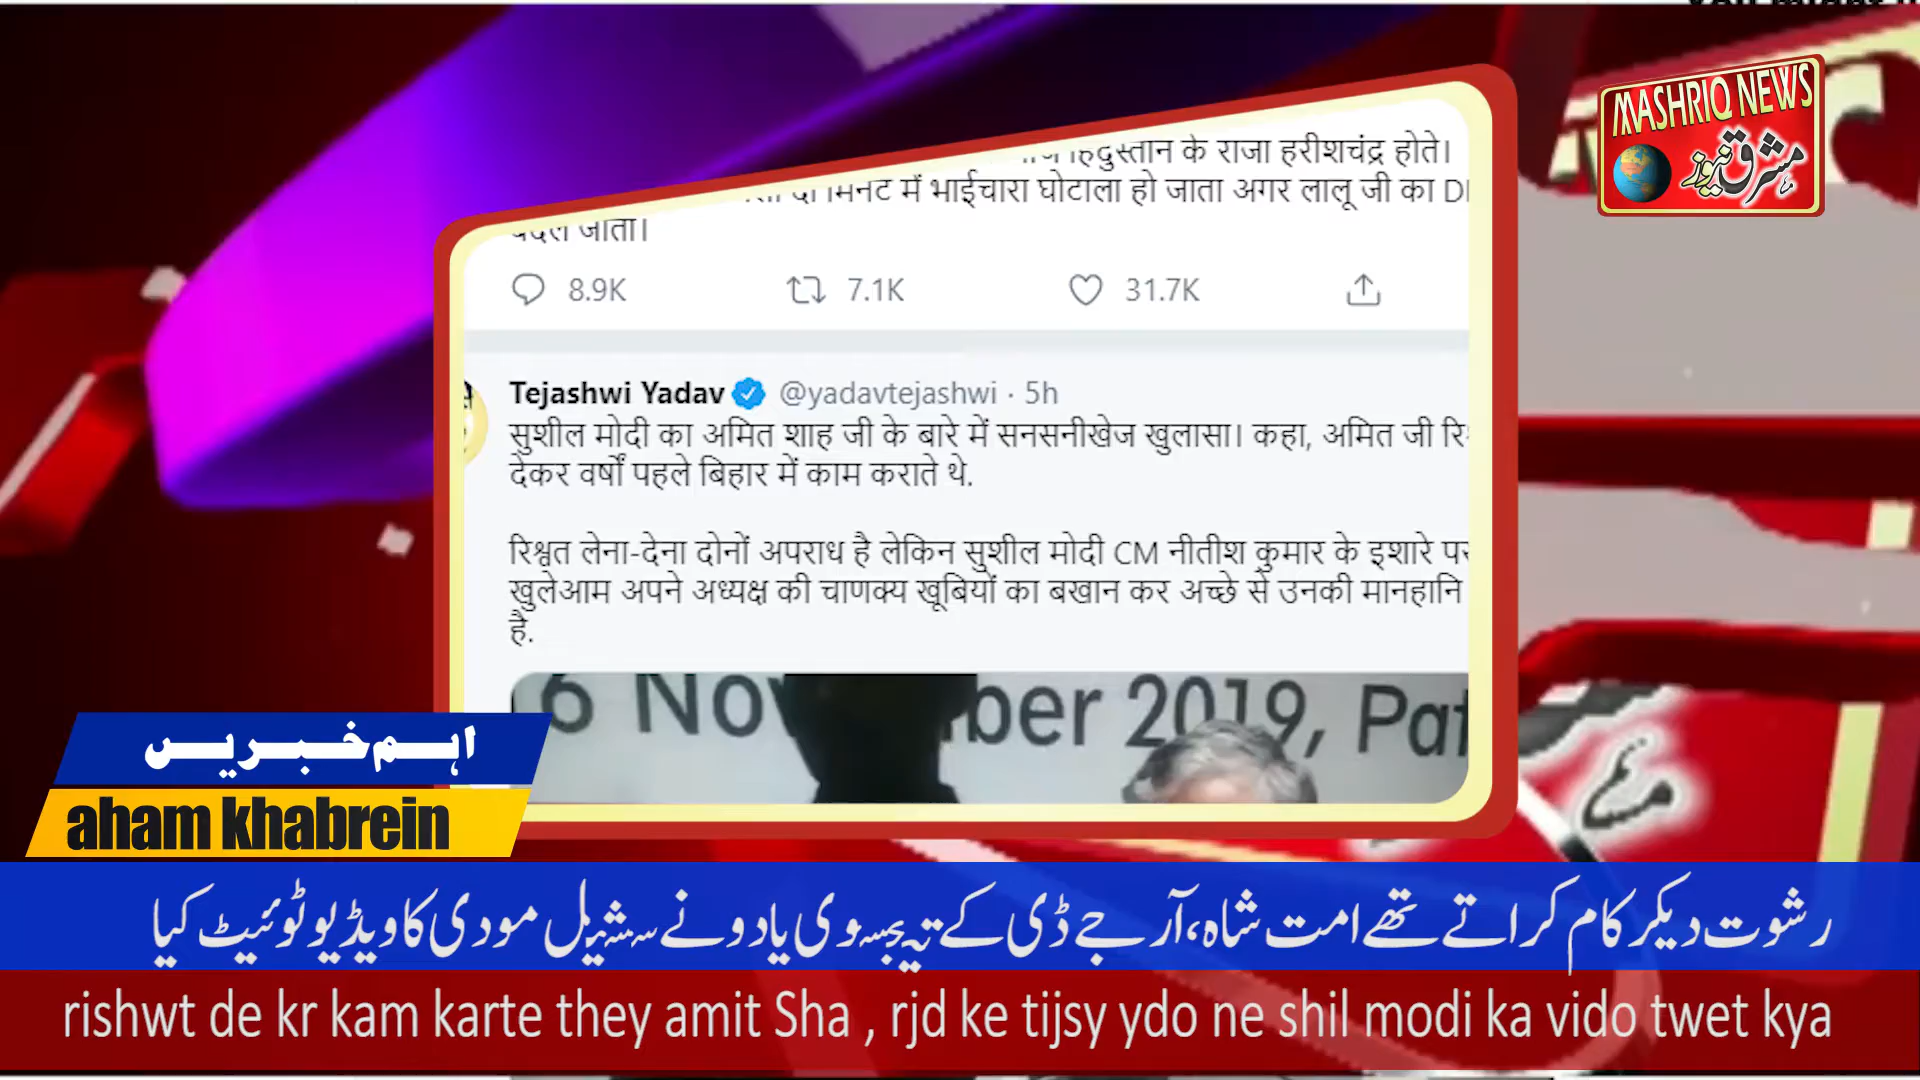 MASHRIQ NEWS
مشرق نیوز
के राजा हरीशचंद्र होते।
में भाईचारा घोटाला हो जाता अगर लालू जी का
जाता।
8.9K 7.1K 31.7K
Tejashwi Yadav @yadavtejashwi · 5h
सुशील मोदी का अमित शाह जी के बारे में सनसनीखेज खुलासा। कहा, अमित जी
देकर वर्षों पहले बिहार में काम कराते थे.
रिश्वत लेना-देना दोनों अपराध है लेकिन सुशील मोदी CM नीतीश कुमार के इशारे
खुलेआम अपने अध्यक्ष की चाणक्य खूबियों का बखान कर अच्छे से उनकी मानहानि
है.
2019,
اہم خبریں
aham khabrein
رشوت دیکر کام کراتے تھے امت شاہ، آر جے ڈی کے تیجسوی یادو نے سشیل مودی کا ویڈیو ٹوئیٹ کیا
rishwt de kr kam karte they amit Sha , rjd ke tijsy ydo ne shil modi ka vido twet kya